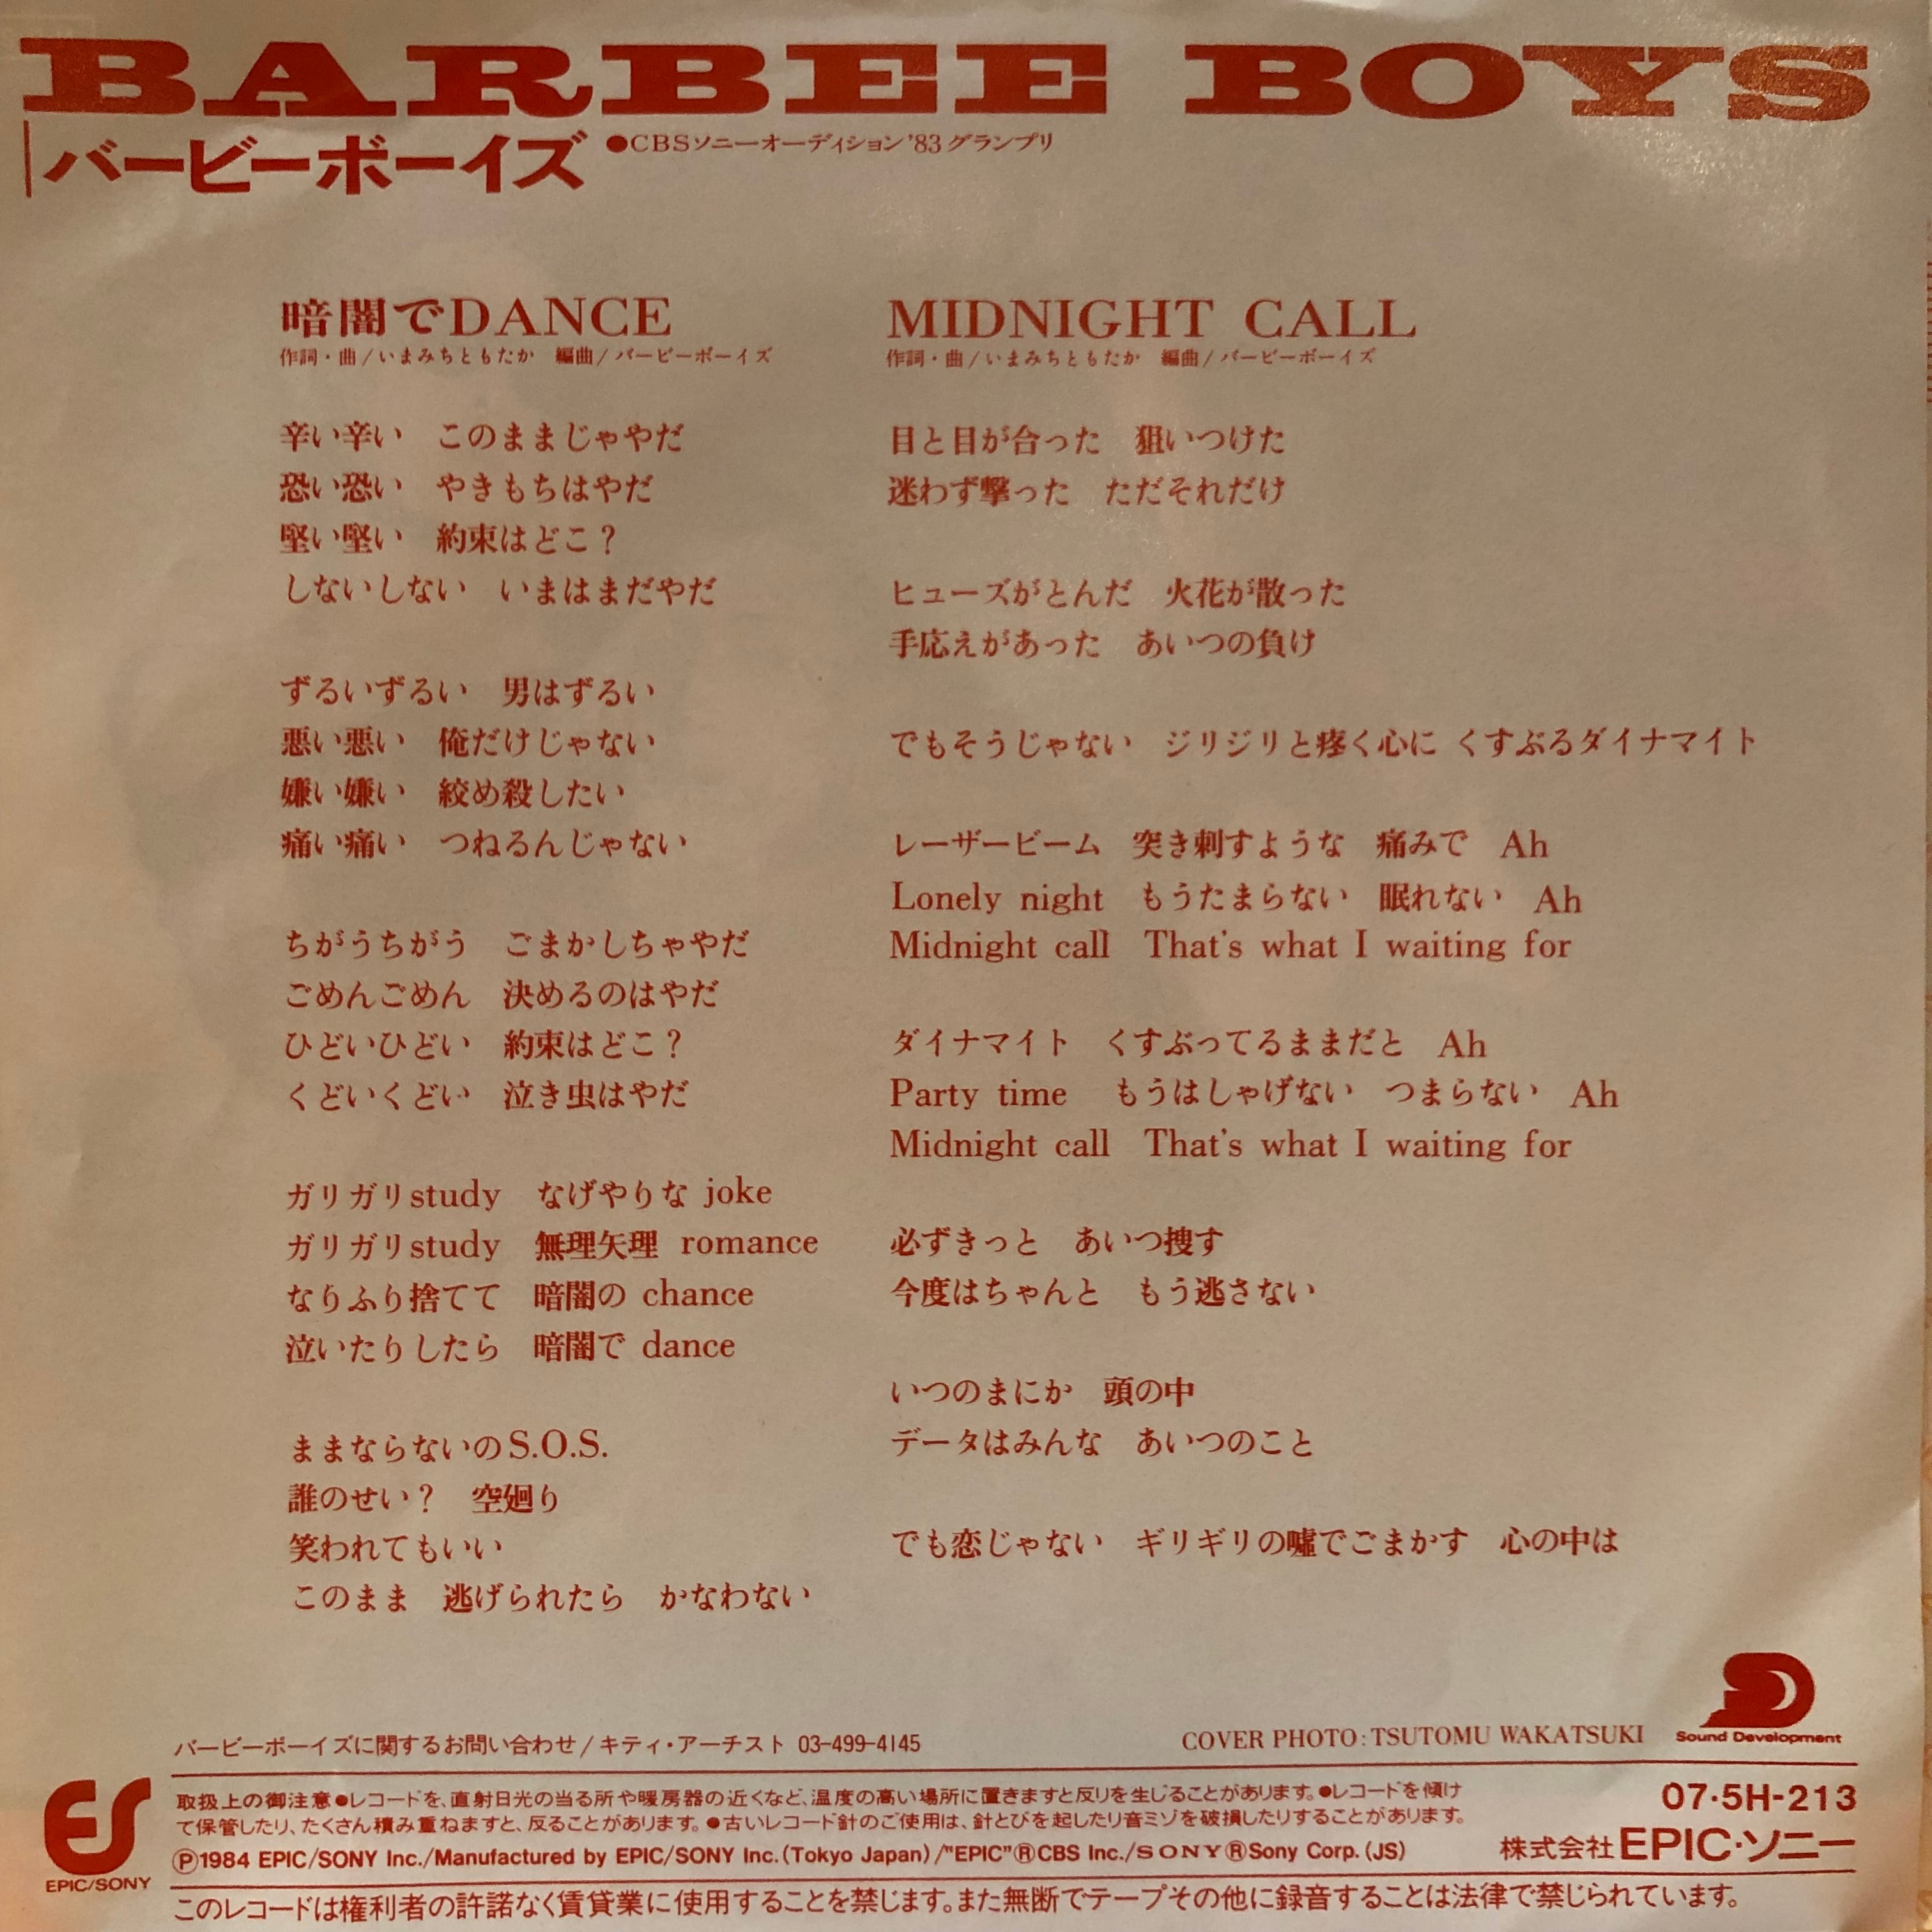 BARBEE BOYS
バービーボーイズ ●CBSソニーオーディション'83グランプリ
暗闇でDANCE
作詞・曲/いまみちともたか 編曲/バービーボーイズ
辛い辛い このままじゃやだ
恐い恐い やきもちはやだ
堅い堅い 約束はどこ？
しないしない いまはまだやだ
ずるいずるい 男はずるい
悪い悪い 俺だけじゃない
嫌い嫌い 絞め殺したい
痛い痛い つねるんじゃない
ちがうちがう ごまかしちゃやだ
ごめんごめん 決めるのはやだ
ひどいひどい 約束はどこ？
くどいくどい 泣き虫はやだ
ガリガリstudy なげやりな joke
ガリガリstudy 無理矢理 romance
なりふり捨てて 暗闇の chance
泣いたりしたら 暗闇で dance
ままならないのS.O.S.
誰のせい？ 空廻り
笑われてもいい
このまま 逃げられたら かなわない
MIDNIGHT CALL
作詞・曲/いまみちともたか 編曲/バービーボーイズ
目と目が合った 狙いつけた
迷わず撃った ただそれだけ
ヒューズがとんだ 火花が散った
手応えがあった あいつの負け
でもそうじゃない ジリジリと疼く心に くすぶるダイナマイト
レーザービーム 突き刺すような 痛みで Ah
Lonely night もうたまらない 眠れない Ah
Midnight call That's what I waiting for
ダイナマイト くすぶってるままだと Ah
Party time もうはしゃげない つまらない Ah
Midnight call That's what I waiting for
必ずきっと あいつ捜す
今度はちゃんと もう逃さない
いつのまにか 頭の中
データはみんな あいつのこと
でも恋じゃない ギリギリの嘘でごまかす 心の中は
バービーボーイズに関するお問い合わせ/キティ・アーチスト 03-499-4145
COVER PHOTO:TSUTOMU WAKATSUKI
Sound Development
取扱上の御注意●レコードを、直射日光の当る所や暖房器の近くなど、温度の高い場所に置きますと反りを生じることがあります。●レコードを傾け
て保管したり、たくさん積み重ねますと、反ることがあります。●古いレコード針のご使用は、針とびを起したり音ミゾを破損したりすることがあります。
Ⓟ1984 EPIC/SONY Inc./Manufactured by EPIC/SONY Inc.(Tokyo Japan)/"EPIC"®CBS Inc./SONY®Sony Corp.(JS)
07・5H-213
株式会社EPIC・ソニー
ES
EPIC/SONY
このレコードは権利者の許諾なく賃貸業に使用することを禁じます。また無断でテープその他に録音することは法律で禁じられています。